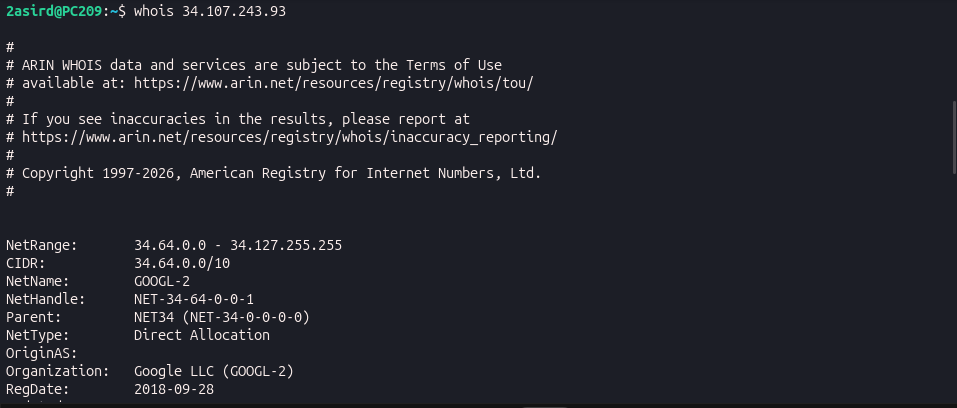 2asird@PC209:~$ whois 34.107.243.93
#
# ARIN WHOIS data and services are subject to the Terms of Use
# available at: https://www.arin.net/resources/registry/whois/tou/
#
# If you see inaccuracies in the results, please report at
# https://www.arin.net/resources/registry/whois/inaccuracy_reporting/
#
# Copyright 1997-2026, American Registry for Internet Numbers, Ltd.
#
NetRange:       34.64.0.0 - 34.127.255.255
CIDR:           34.64.0.0/10
NetName:        GOOGL-2
NetHandle:      NET-34-64-0-0-1
Parent:         NET34 (NET-34-0-0-0-0)
NetType:        Direct Allocation
OriginAS:
Organization:   Google LLC (GOOGL-2)
RegDate:        2018-09-28